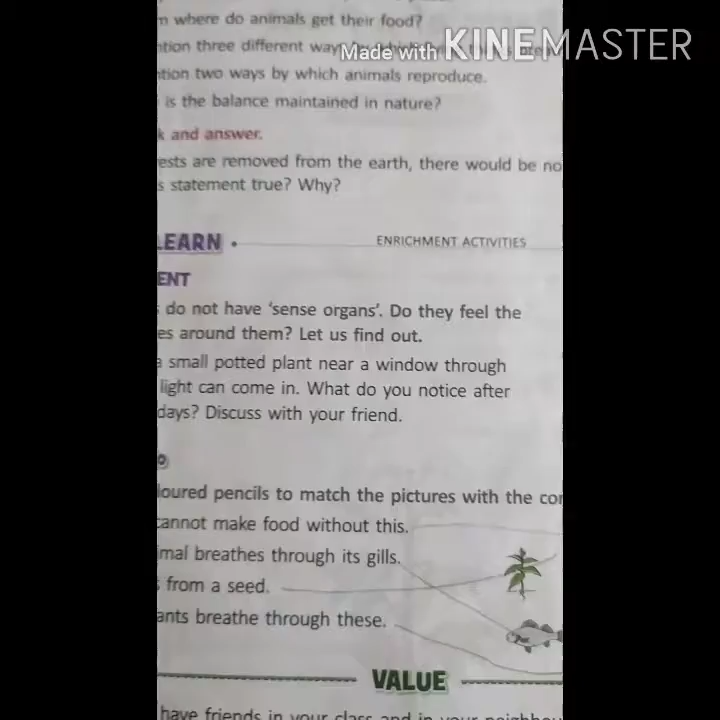 where do animals get their food?
three different
Made with KINEMASTER
two ways by which animals reproduce.
is the balance maintained in nature?
k and answer.
ests are removed from the earth, there would be no
s statement true? Why?
LEARN
ENRICHMENT ACTIVITIES
ENT
do not have 'sense organs'. Do they feel the
es around them? Let us find out.
a small potted plant near a window through
light can come in. What do you notice after
days? Discuss with your friend.
loured pencils to match the pictures with the cor
cannot make food without this.
mal breathes through its gills.
from a seed.
ants breathe through these.
VALUE
have friends in your class and in your